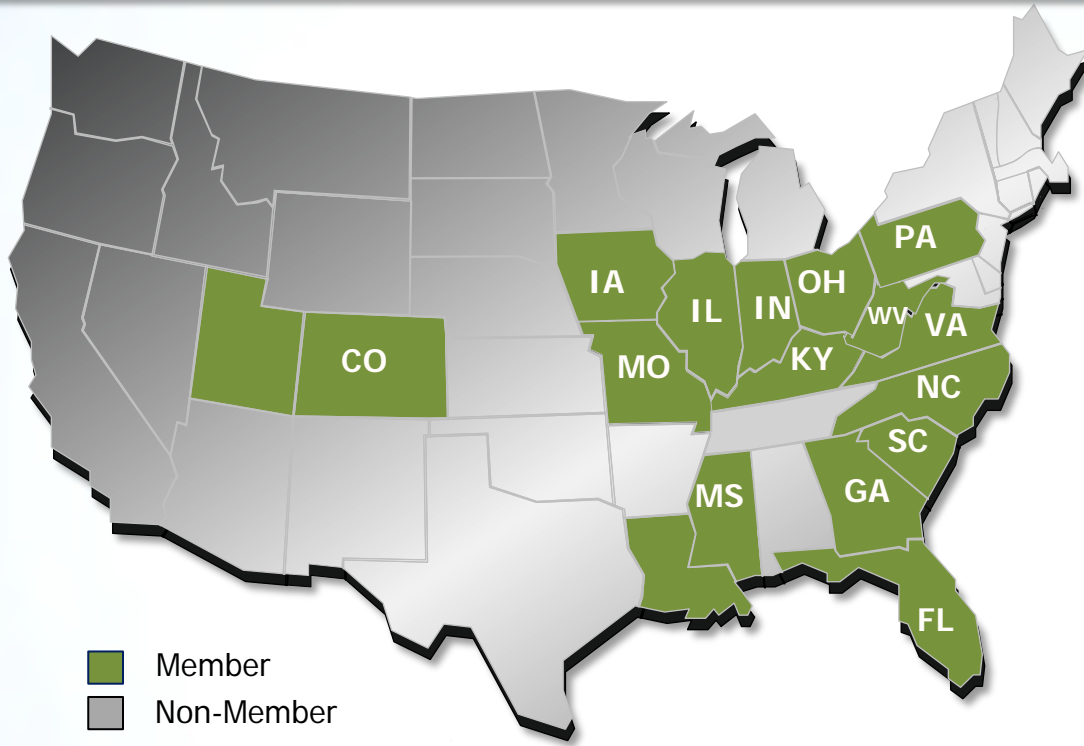 PA
IA
OH
IL
IN
WV
VA
CO
MO
KY
NC
SC
MS
GA
FL
Member
Non-Member